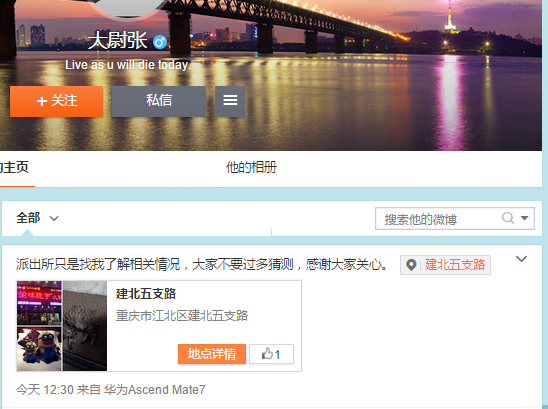 大尉张
Live as u will die today.
+ 关注
私信
的主页
他的相册
全部
搜索他的微博
派出所只是找我了解相关情况，大家不要过多猜测，感谢大家关心。 建北五支路
建北五支路
重庆市江北区建北五支路
地点详情
1
今天 12:30 来自 华为Ascend Mate7